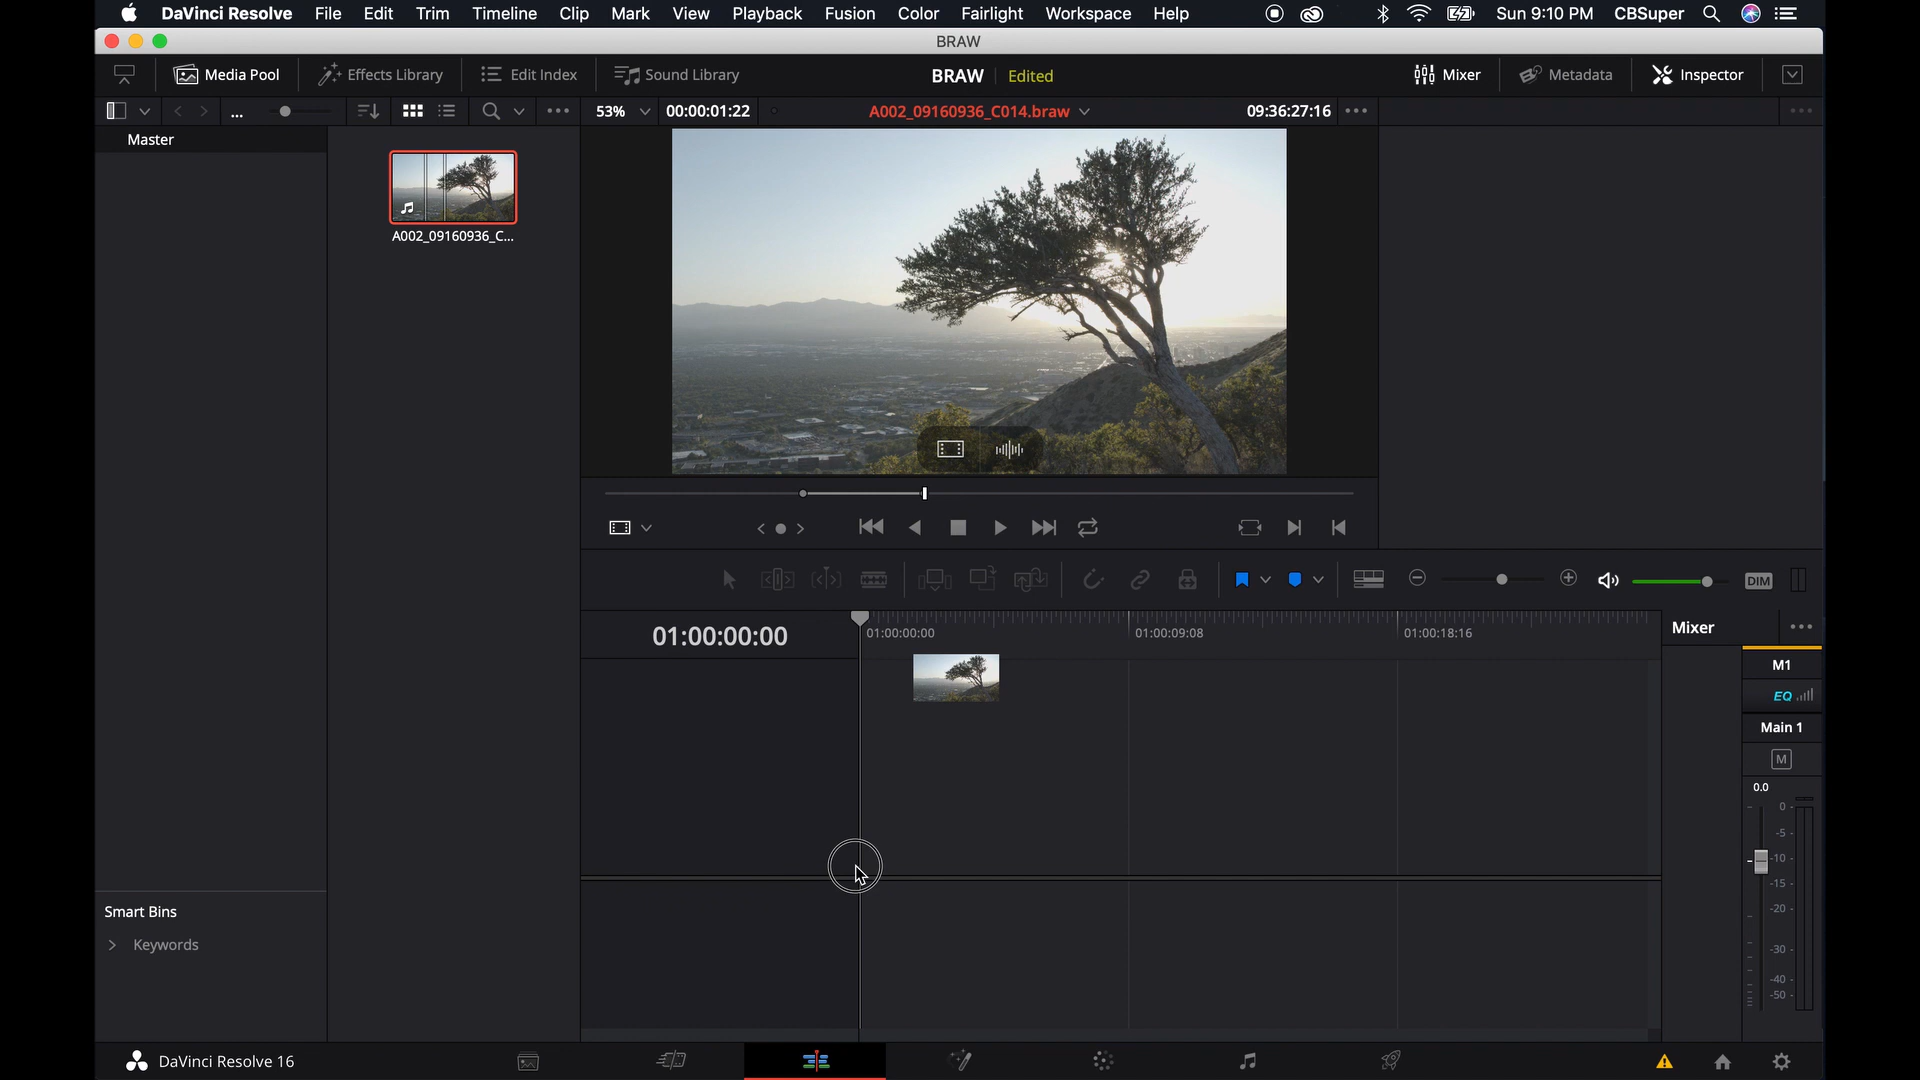 DaVinci Resolve File Edit Trim Timeline Clip Mark View Playback Fusion Color Fairlight Workspace Help Sun 9:10 PM CBSuper
BRAW
Media Pool Effects Library Edit Index Sound Library BRAW Edited Mixer Metadata Inspector
... 53% 00:00:01:22 A002_09160936_C014.braw 09:36:27:16
Master
A002_09160936_C...
DIM
01:00:00:00 01:00:00:00 01:00:09:08 01:00:18:16 Mixer
M1
EQ
Main 1
M
0.0
0
-5
-10
-15
-20
-30
-40
-50
Smart Bins
Keywords
DaVinci Resolve 16